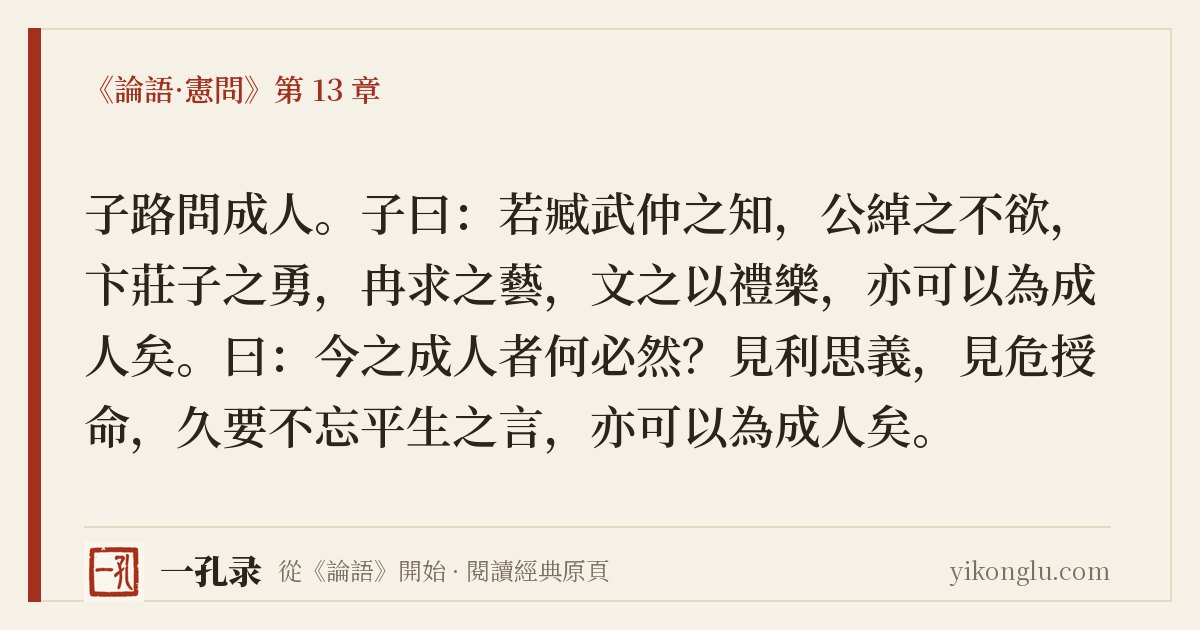 《論語·憲問》第 13 章
子路問成人。子曰：若臧武仲之知，公綽之不欲，
卞莊子之勇，冉求之藝，文之以禮樂，亦可以為成
人矣。曰：今之成人者何必然？見利思義，見危授
命，久要不忘平生之言，亦可以為成人矣。
一孔
一孔录
從《論語》開始 · 閱讀經典原頁
yikonglu.com